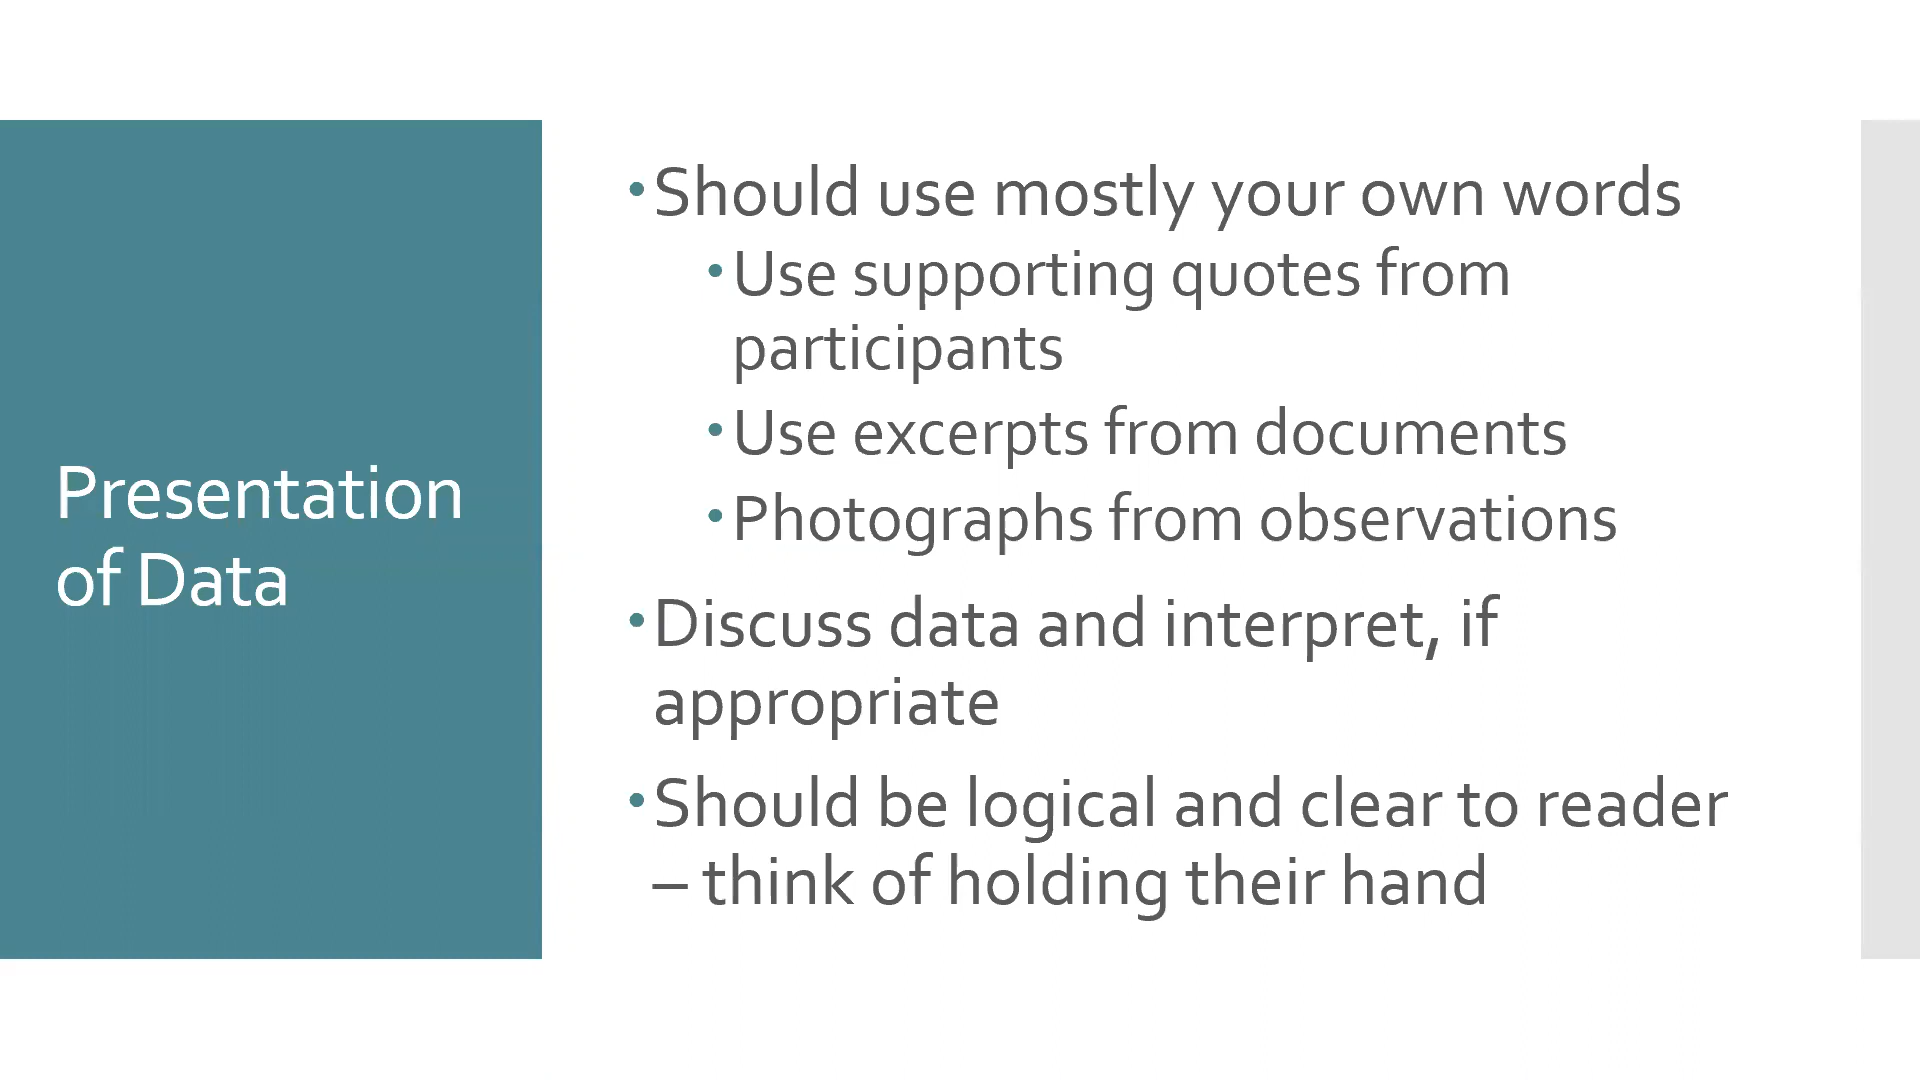 Presentation
of Data
•Should use mostly your own words
•Use supporting quotes from
participants
•Use excerpts from documents
•Photographs from observations
•Discuss data and interpret, if
appropriate
•Should be logical and clear to reader
– think of holding their hand